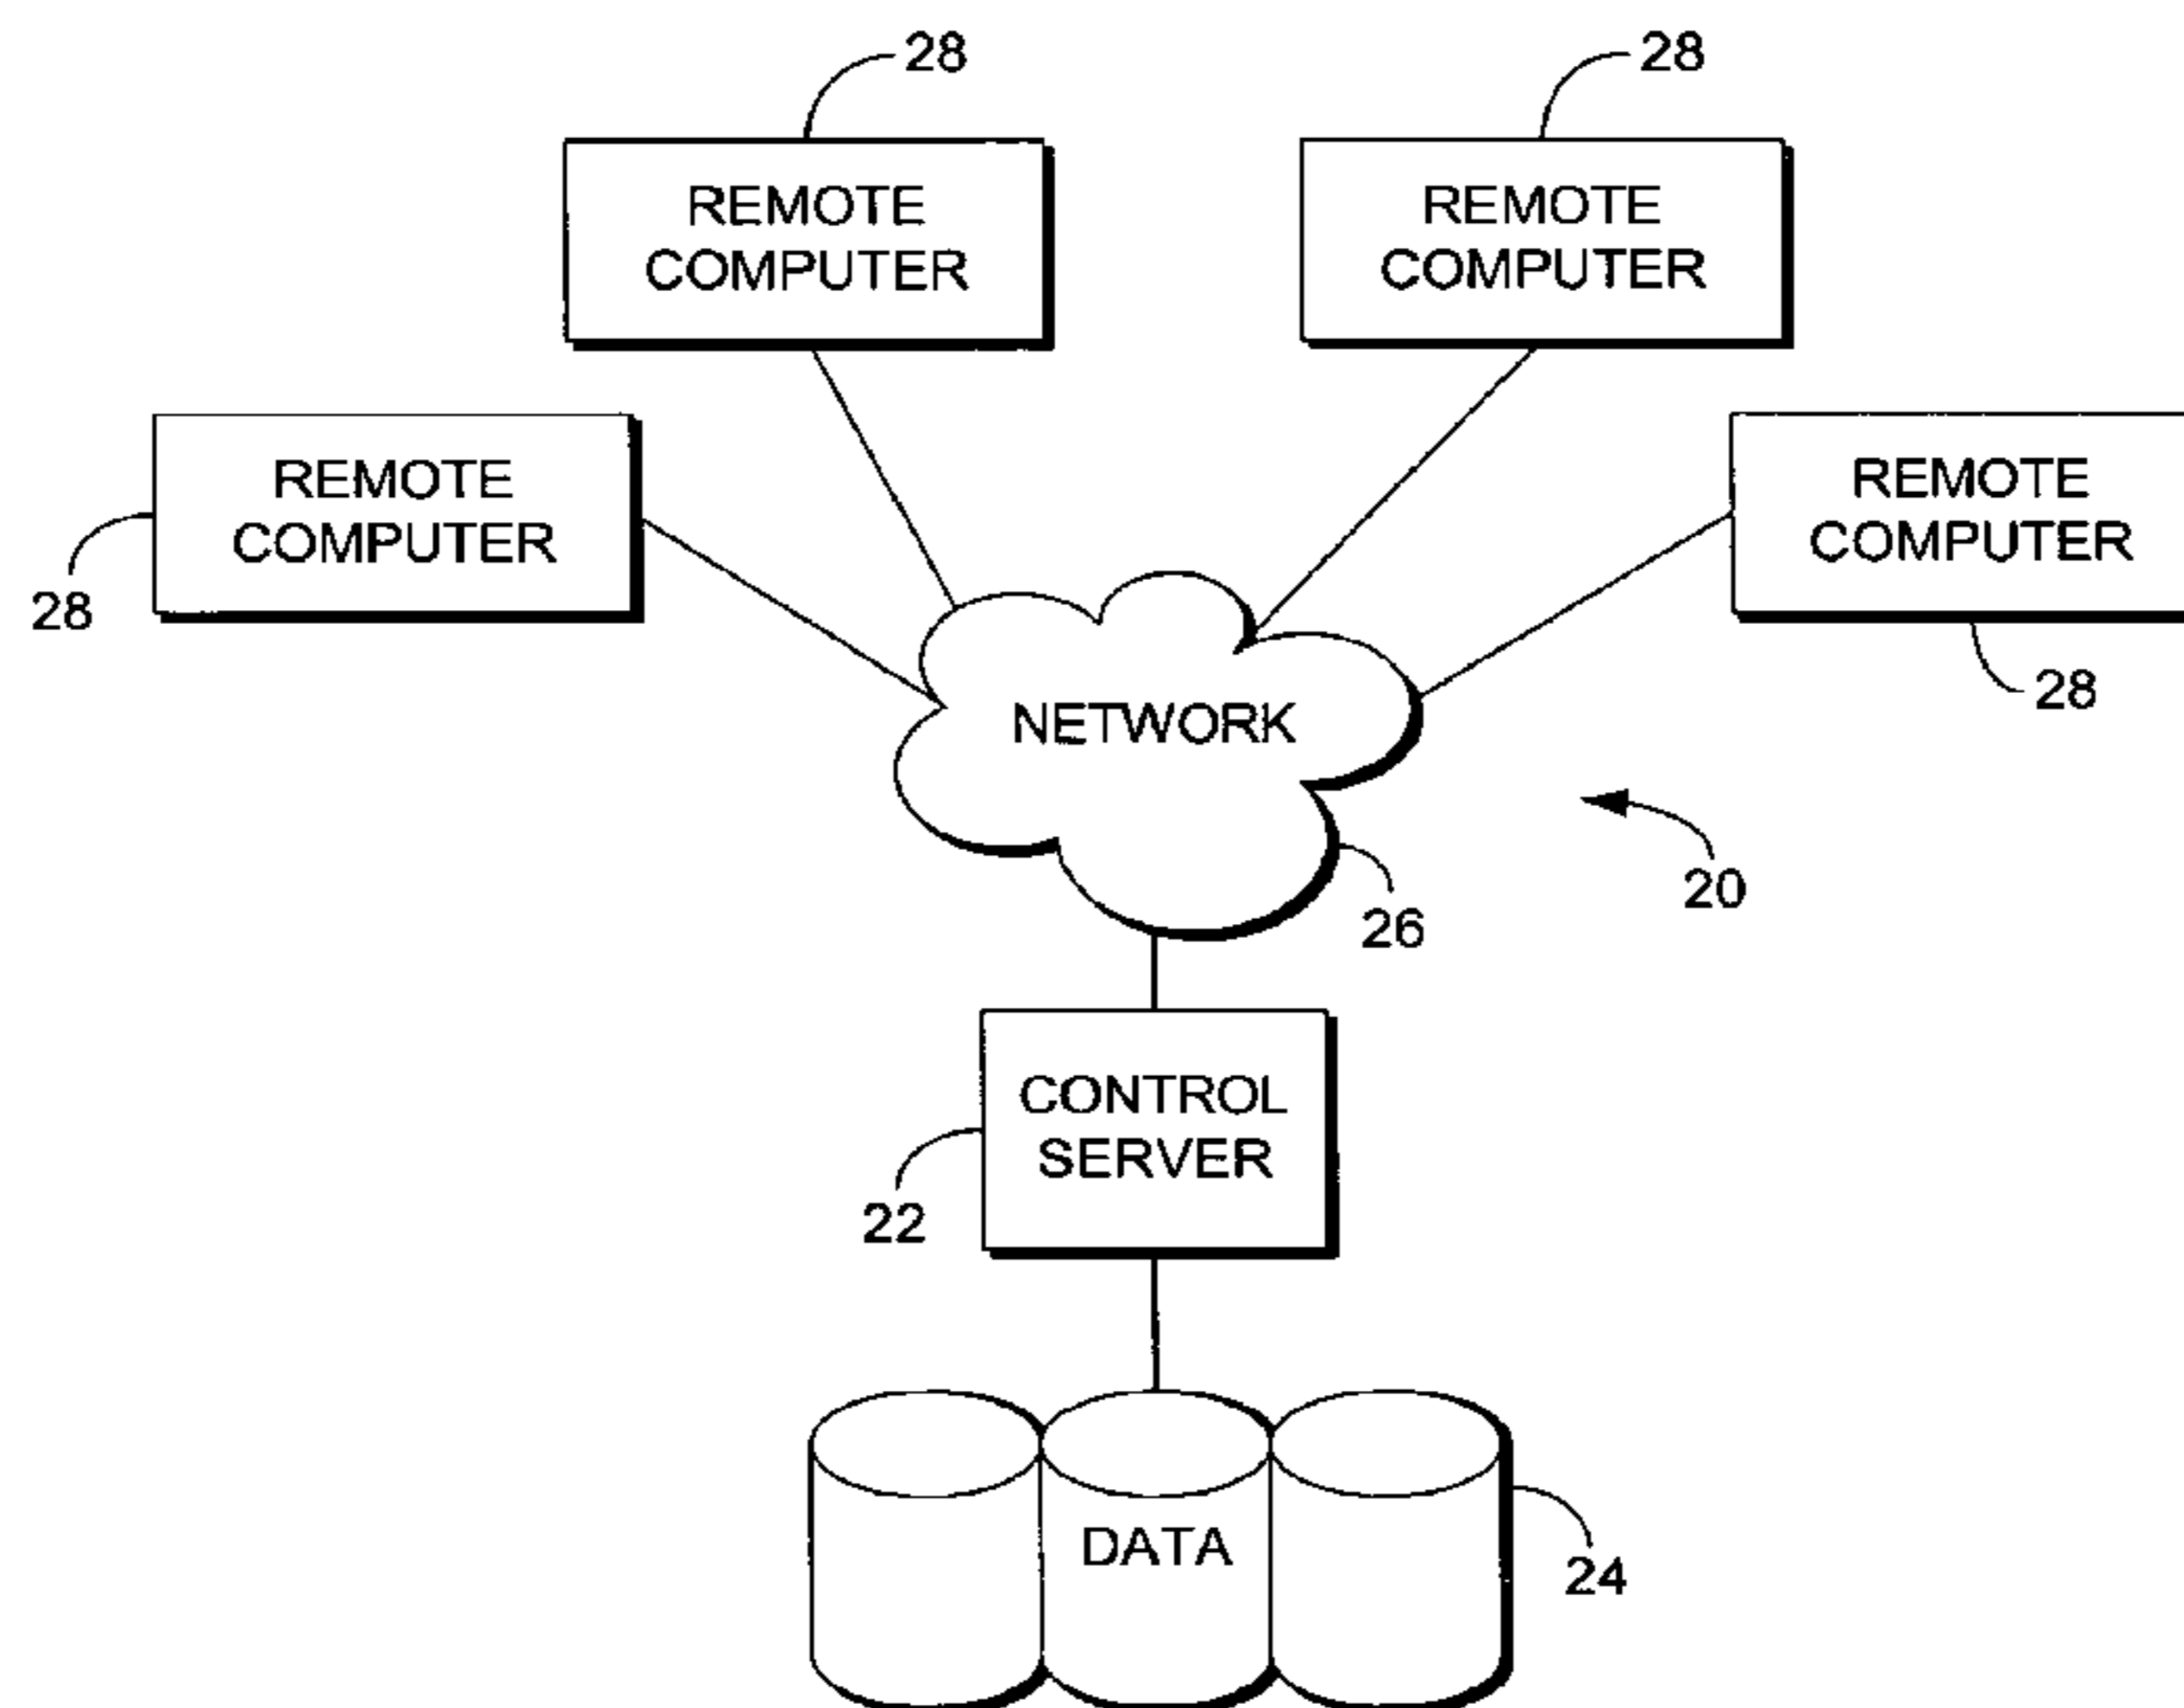 28
28
REMOTE
COMPUTER
REMOTE
COMPUTER
REMOTE
COMPUTER
REMOTE
COMPUTER
28
28
NETWORK
20
26
CONTROL
SERVER
22
DATA
24